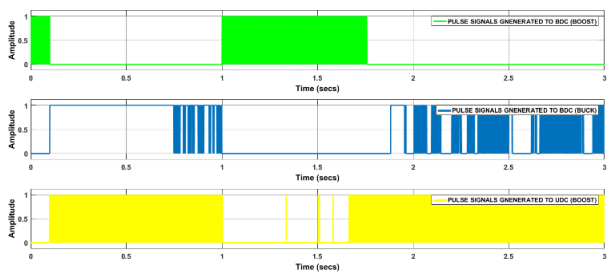 PULSE SIGNALS GNENERATED TO BDC (BOOST)
Amplitude
1
0.5
0
0 0.5 1 1.5 2 2.5 3
Time (secs)
PULSE SIGNALS GNENERATED TO BDC (BUCK)
Amplitude
1
0.5
0
0 0.5 1 1.5 2 2.5 3
Time (secs)
PULSE SIGNALS GNENERATED TO UDC (BOOST)
Amplitude
1
0.5
0
0 0.5 1 1.5 2 2.5 3
Time (secs)